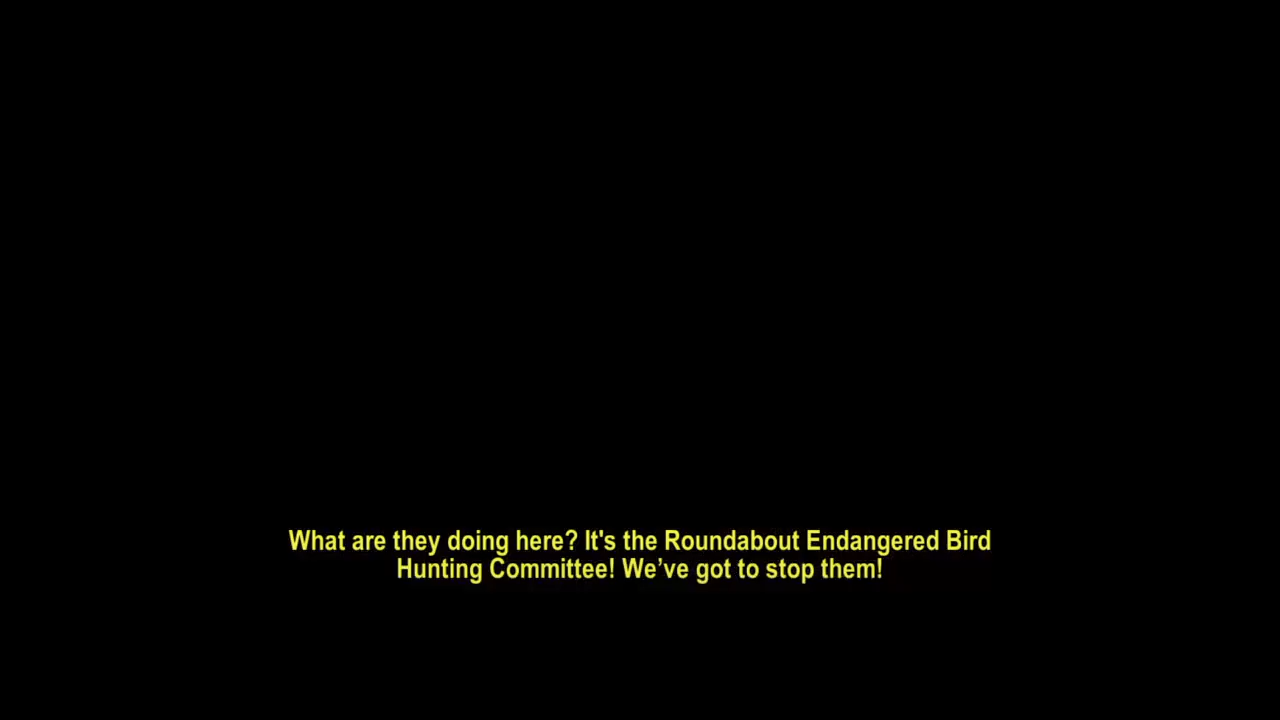 What are they doing here? It's the Roundabout Endangered Bird
Hunting Committee! We’ve got to stop them!